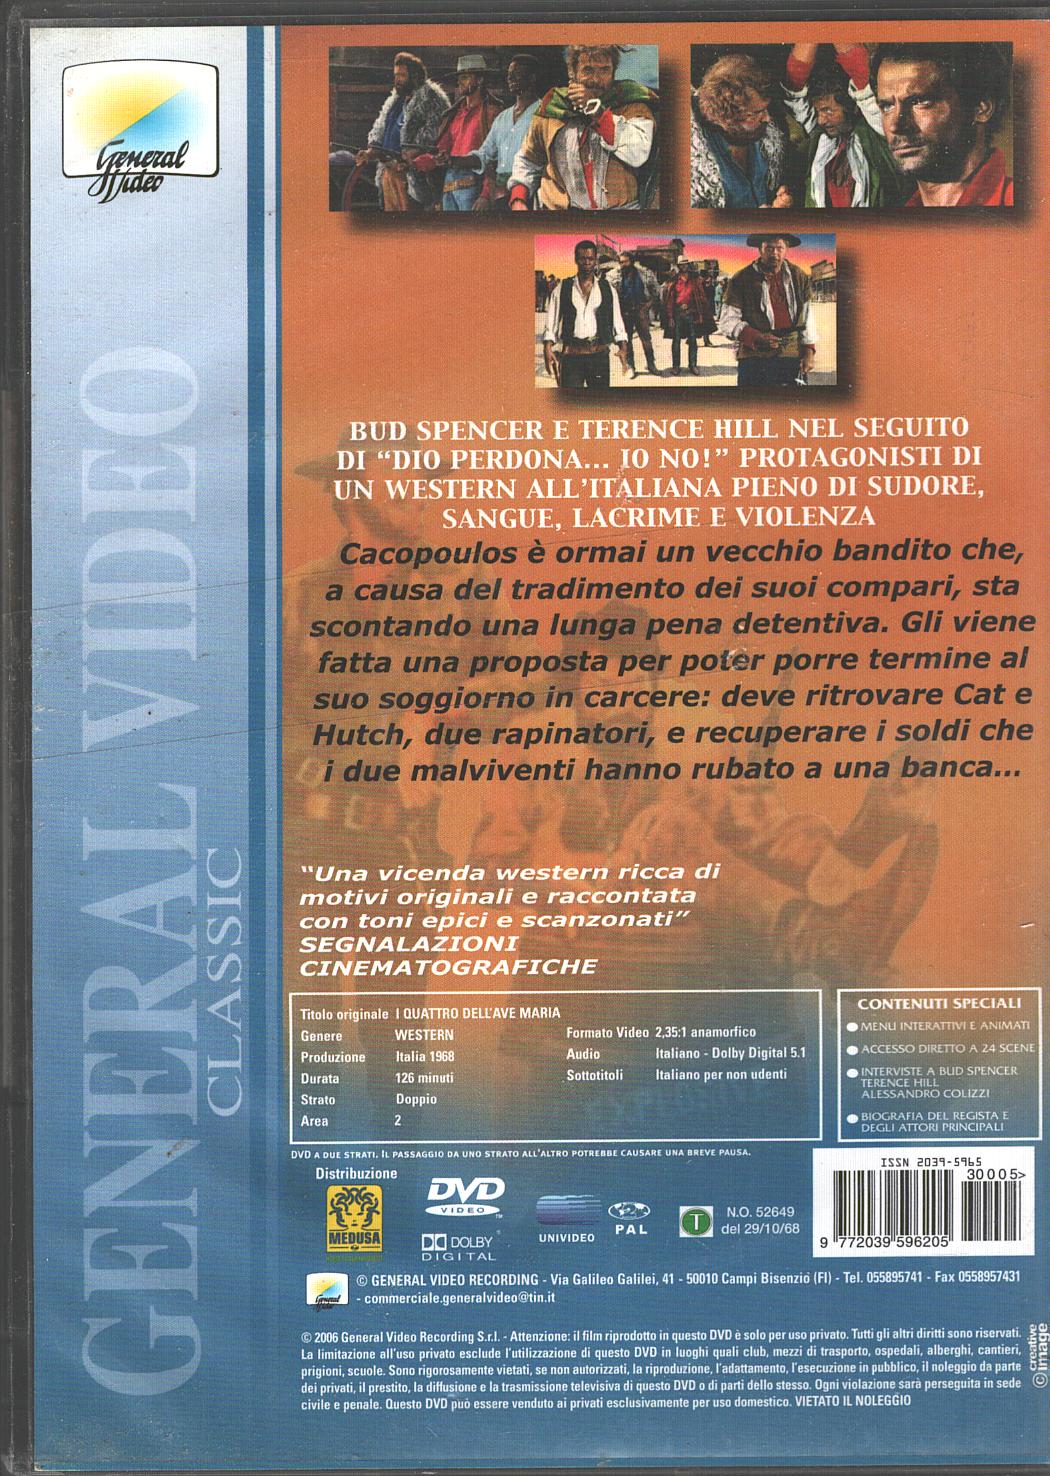 General
Video
GENERAL VIDEO
CLASSIC
BUD SPENCER E TERENCE HILL NEL SEGUITO
DI “DIO PERDONA... IO NO!” PROTAGONISTI DI
UN WESTERN ALL'ITALIANA PIENO DI SUDORE,
SANGUE, LACRIME E VIOLENZA
Cacopoulos è ormai un vecchio bandito che,
a causa del tradimento dei suoi compari, sta
scontando una lunga pena detentiva. Gli viene
fatta una proposta per poter porre termine al
suo soggiorno in carcere: deve ritrovare Cat e
Hutch, due rapinatori, e recuperare i soldi che
i due malviventi hanno rubato a una banca...
“Una vicenda western ricca di
motivi originali e raccontata
con toni epici e scanzonati”
SEGNALAZIONI
CINEMATOGRAFICHE
Titolo originale I QUATTRO DELL'AVE MARIA
Genere WESTERN
Produzione Italia 1968
Durata 126 minuti
Strato Doppio
Area 2
Formato Video 2,35:1 anamorfico
Audio Italiano - Dolby Digital 5.1
Sottotitoli Italiano per non udenti
CONTENUTI SPECIALI
MENU INTERATTIVI E ANIMATI
ACCESSO DIRETTO A 24 SCENE
INTERVISTE A BUD SPENCER
TERENCE HILL
ALESSANDRO COLIZZI
BIOGRAFIA DEL REGISTA E
DEGLI ATTORI PRINCIPALI
DVD A DUE STRATI. IL PASSAGGIO DA UNO STRATO ALL'ALTRO POTREBBE CAUSARE UNA BREVE PAUSA.
Distribuzione
MEDUSA
DVD
VIDEO
TM
DOLBY
DIGITAL
UNIVIDEO
PAL
T
N.O. 52649
del 29/10/68
ISSN 2039-5965
30005>
9 772039 596205
General
Video
© GENERAL VIDEO RECORDING - Via Galileo Galilei, 41 - 50010 Campi Bisenzio (FI) - Tel. 055895741 - Fax 0558957431
- commerciale.generalvideo@tin.it
© 2006 General Video Recording S.r.l. - Attenzione: il film riprodotto in questo DVD è solo per uso privato. Tutti gli altri diritti sono riservati.
La limitazione all'uso privato esclude l'utilizzazione di questo DVD in luoghi quali club, mezzi di trasporto, ospedali, alberghi, cantieri,
prigioni, scuole. Sono rigorosamente vietati, se non autorizzati, la riproduzione, l'adattamento, l'esecuzione in pubblico, il noleggio da parte
dei privati, il prestito, la diffusione e la trasmissione televisiva di questo DVD o di parti dello stesso. Ogni violazione sarà perseguita in sede
civile e penale. Questo DVD può essere venduto ai privati esclusivamente per uso domestico. VIETATO IL NOLEGGIO
creative
© image